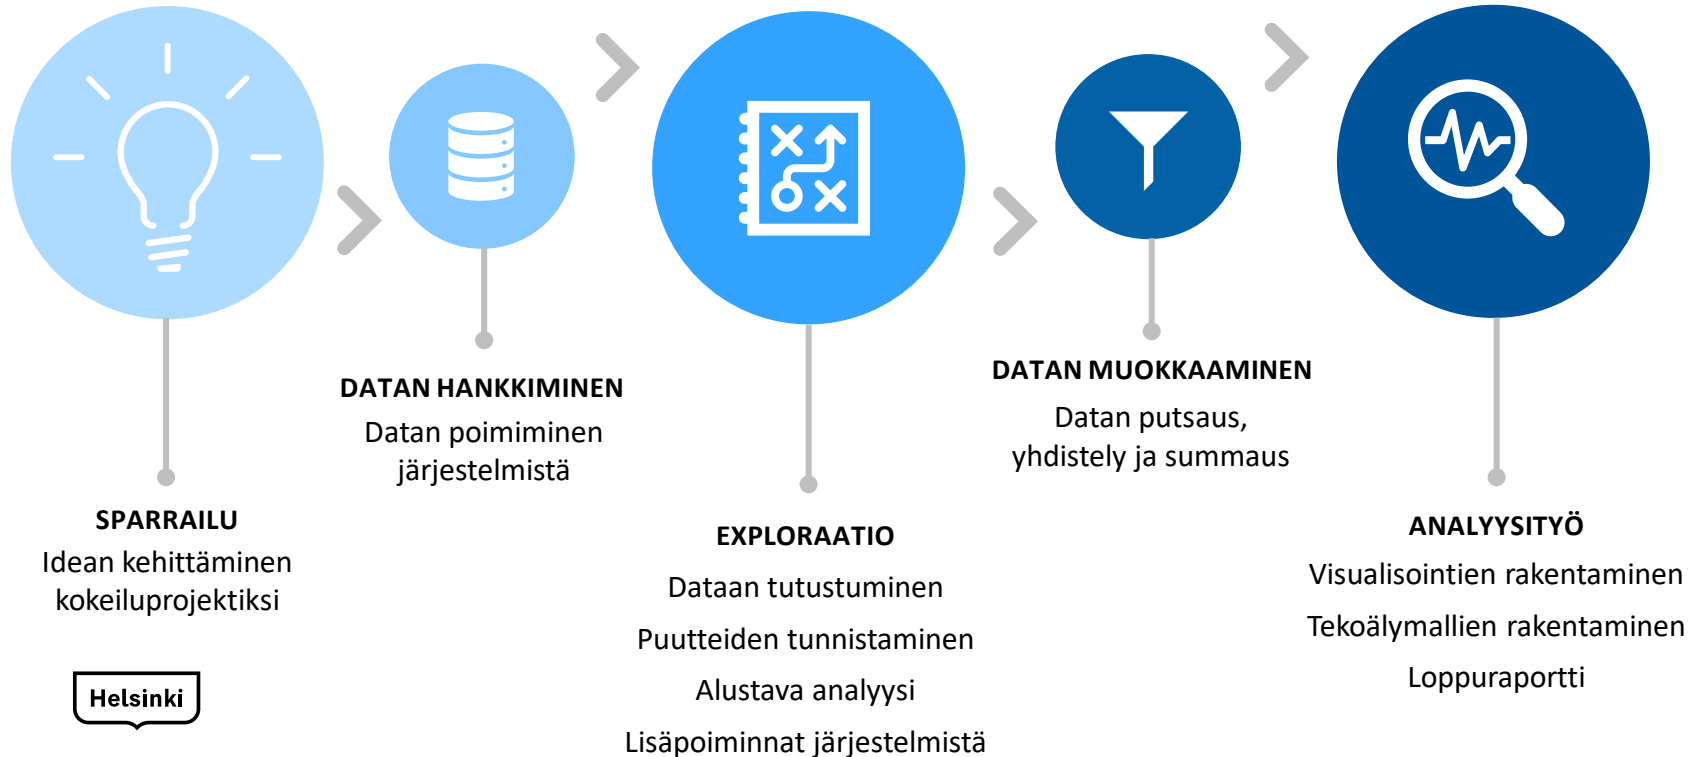 SPARRAILU
Idean kehittäminen
kokeiluprojektiksi
DATAN HANKKIMINEN
Datan poimiminen
järjestelmistä
EXPLORAATIO
Dataan tutustuminen
Puutteiden tunnistaminen
Alustava analyysi
Lisäpoiminnat järjestelmistä
DATAN MUOKKAAMINEN
Datan putsaus,
yhdistely ja summaus
ANALYYSITYÖ
Visualisointien rakentaminen
Tekoälymallien rakentaminen
Loppuraportti
Helsinki